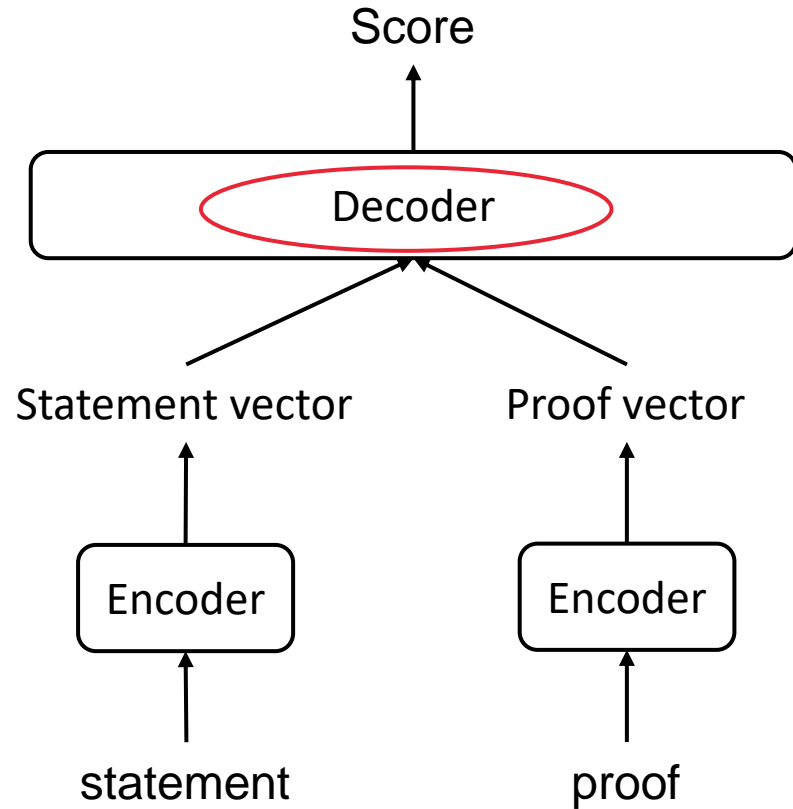 Score
Decoder
Statement vector
Proof vector
Encoder
Encoder
statement
proof